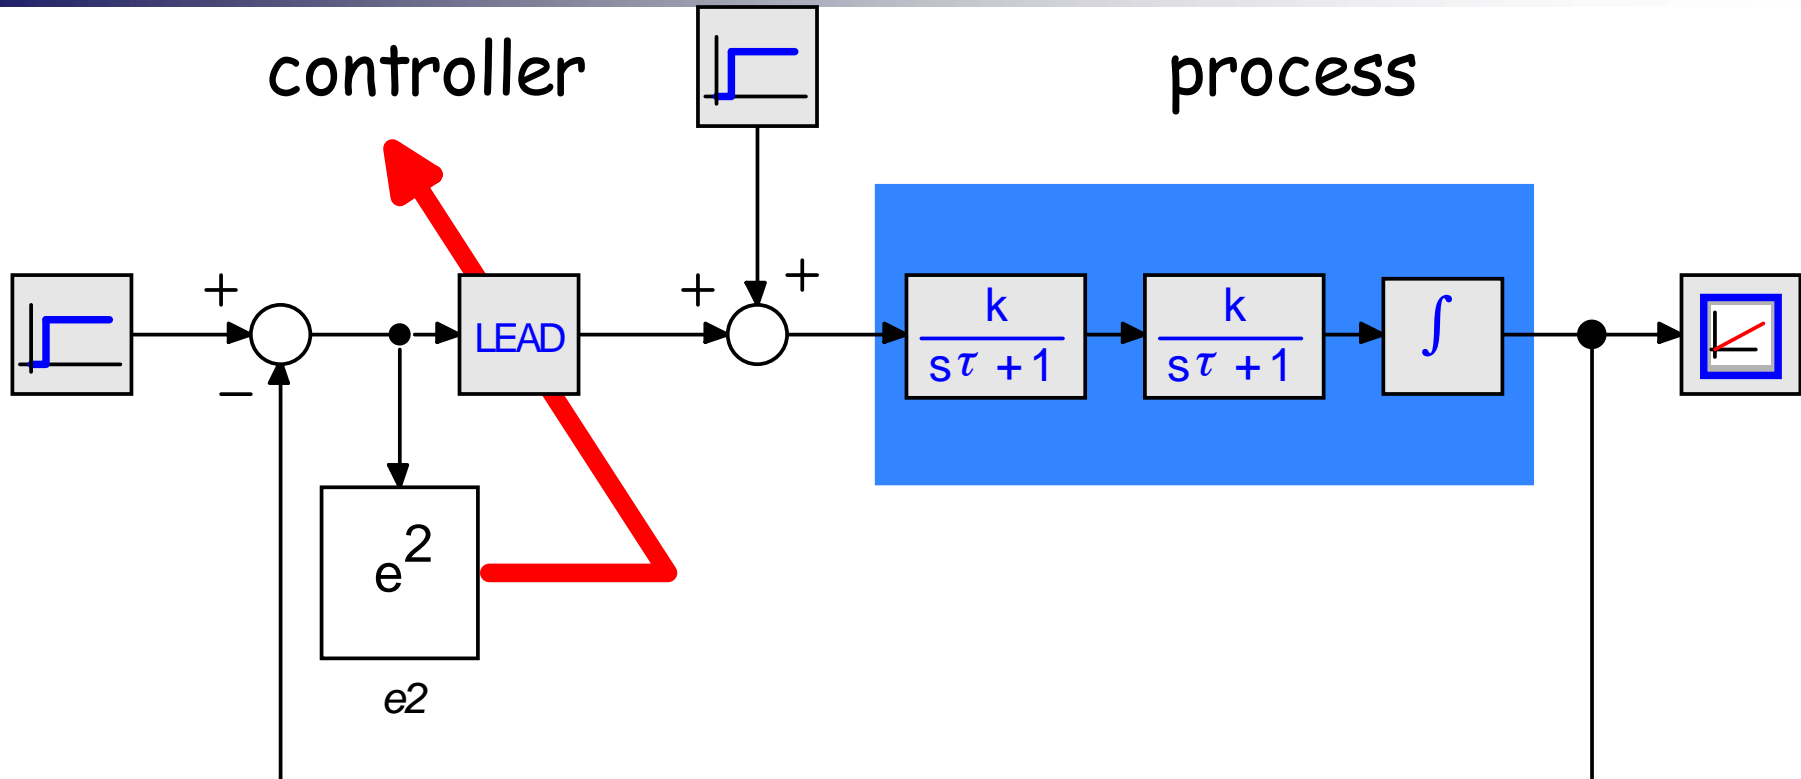 controller
process
+
−
LEAD
+
+
k
sτ + 1
k
sτ + 1
∫
e²
e2